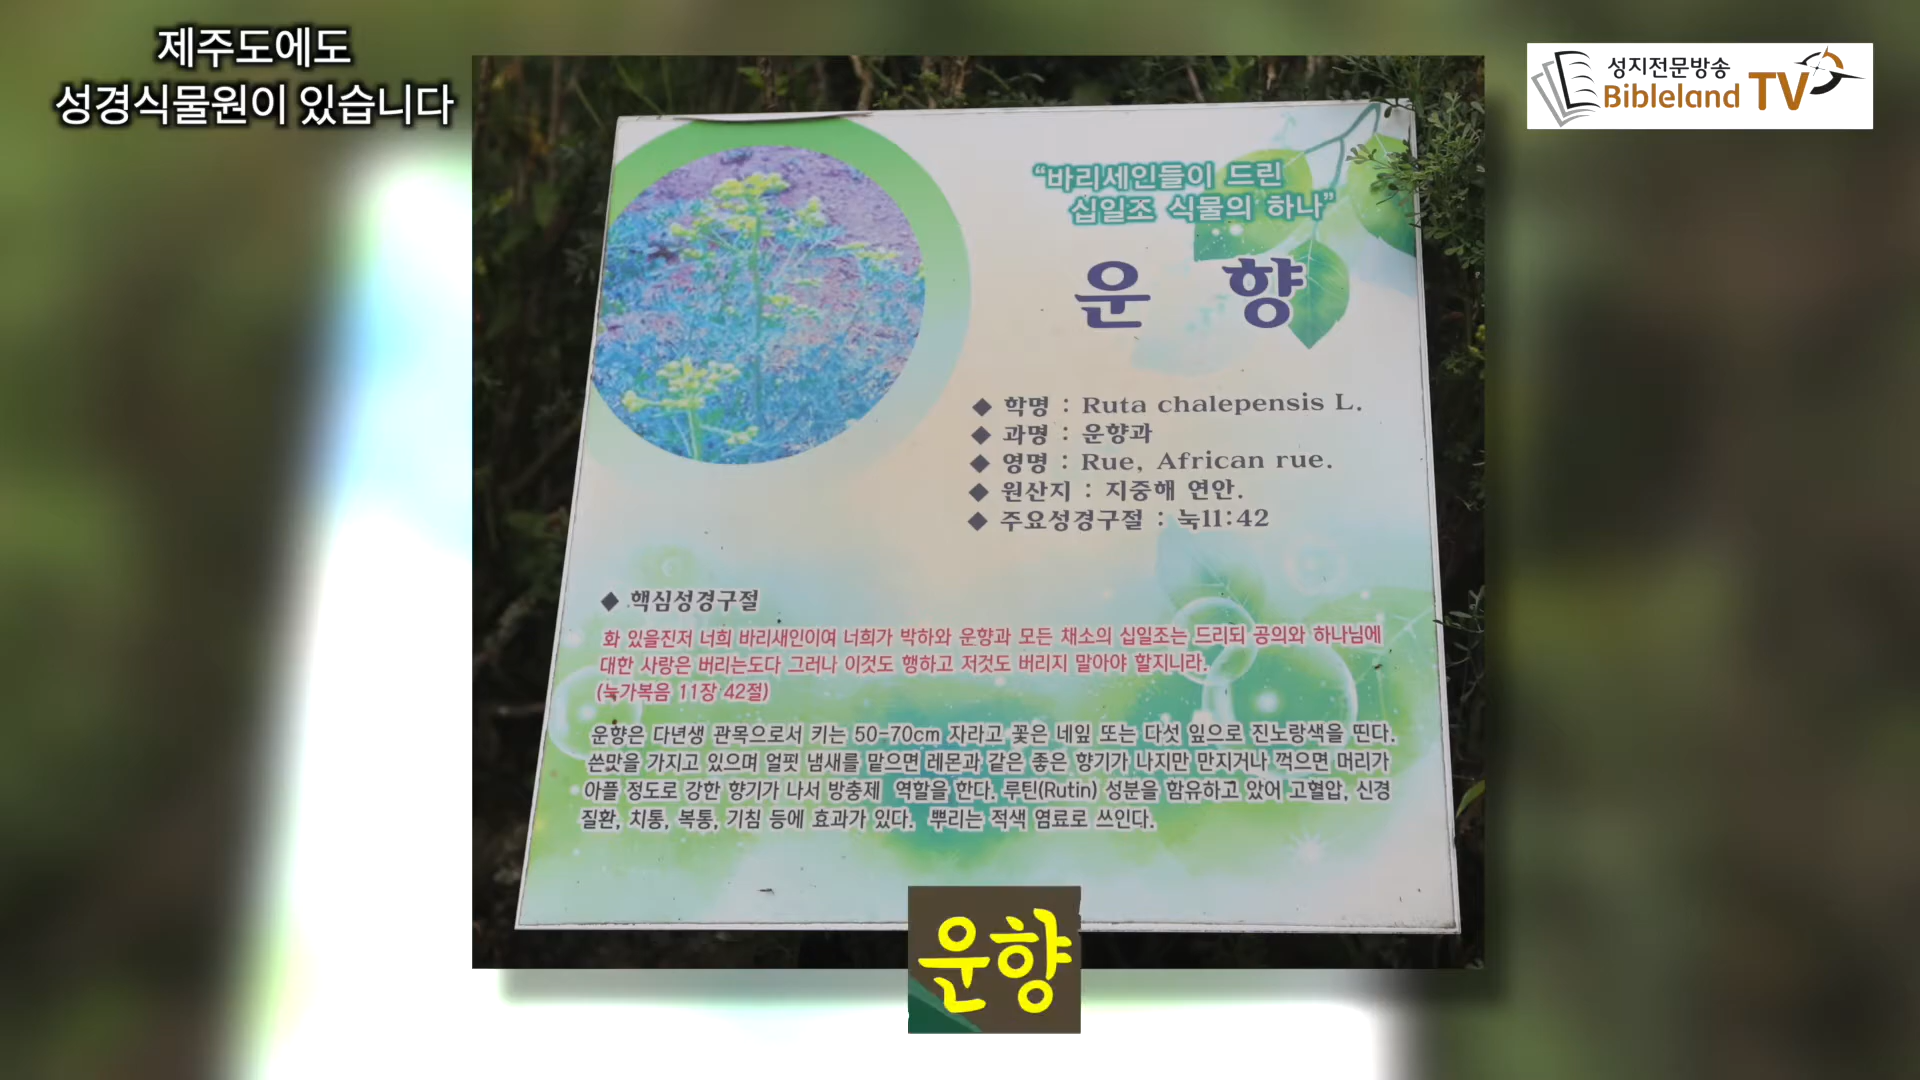 제주도에도
성경식물원이 있습니다
성지전문방송
Bibleland TV
“바리세인들이 드린
십일조 식물의 하나”
운 향
◆ 학명 : Ruta chalepensis L.
◆ 과명 : 운향과
◆ 영명 : Rue, African rue.
◆ 원산지 : 지중해 연안.
◆ 주요성경구절 : 눅11:42
◆ 핵심성경구절
화 있을진저 너희 바리새인이여 너희가 박하와 운향과 모든 채소의 십일조는 드리되 공의와 하나님에
대한 사랑은 버리는도다 그러나 이것도 행하고 저것도 버리지 말아야 할지니라.
(눅가복음 11장 42절)
운향은 다년생 관목으로서 키는 50-70cm 자라고 꽃은 네잎 또는 다섯 잎으로 진노랑색을 띤다.
쓴맛을 가지고 있으며 얼핏 냄새를 맡으면 레몬과 같은 좋은 향기가 나지만 만지거나 꺽으면 머리가
아플 정도로 강한 향기가 나서 방충제 역할을 한다. 루틴(Rutin) 성분을 함유하고 있어 고혈압, 신경
질환, 치통, 복통, 기침 등에 효과가 있다. 뿌리는 적색 염료로 쓰인다.
운향